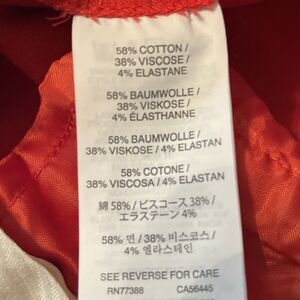 58% COTTON /
38% VISCOSE /
4% ELASTANE
58% BAUMWOLLE /
38% VISKOSE /
4% ÉLASTHANNE
58% BAUMWOLLE /
38% VISKOSE / 4% ELASTAN
58% COTONE /
38% VISCOSA / 4% ELASTAN
綿 58% / ビスコース 38% /
エラステーン 4%
58% 면 / 38% 비스코스 /
4% 엘라스테인
SEE REVERSE FOR CARE
RN77388 CA56445